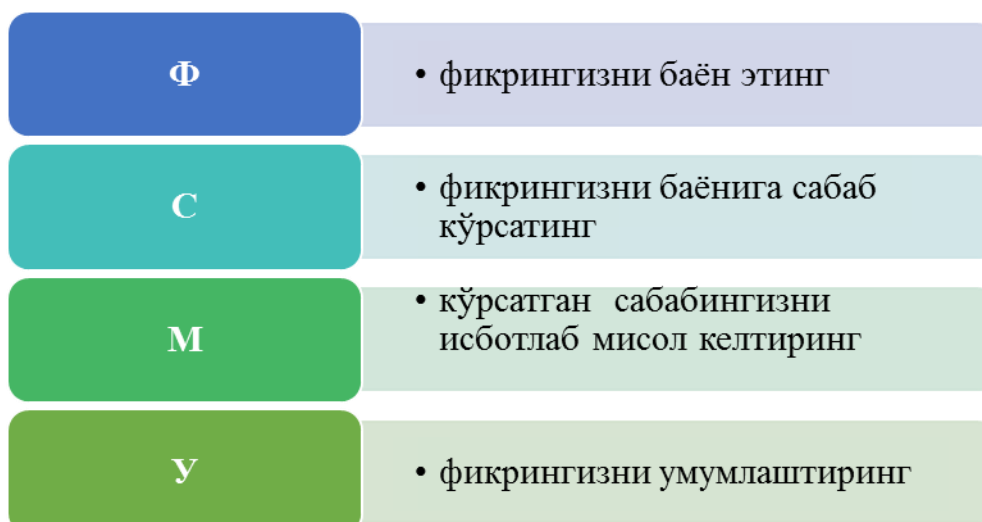 Ф
• фикрингизни баён этинг
С
• фикрингизни баёнига сабаб
кўрсатинг
М
• кўрсатган сабабингизни
исботлаб мисол келтиринг
У
• фикрингизни умумлаштиринг